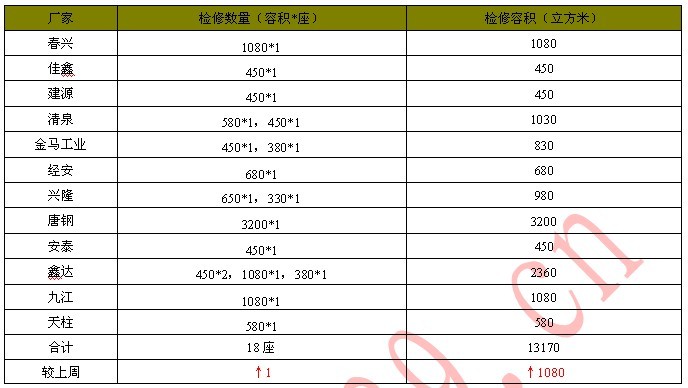 厂家 检修数量（容积*座） 检修容积（立方米）
春兴 1080*1 1080
佳鑫 450*1 450
建源 450*1 450
清泉 580*1，450*1 1030
金马工业 450*1，380*1 830
经安 680*1 680
兴隆 650*1，330*1 980
唐钢 3200*1 3200
安泰 450*1 450
鑫达 450*2，1080*1，380*1 2360
九江 1080*1 1080
天柱 580*1 580
合计 18座 13170
较上周 ↑1 ↑1080